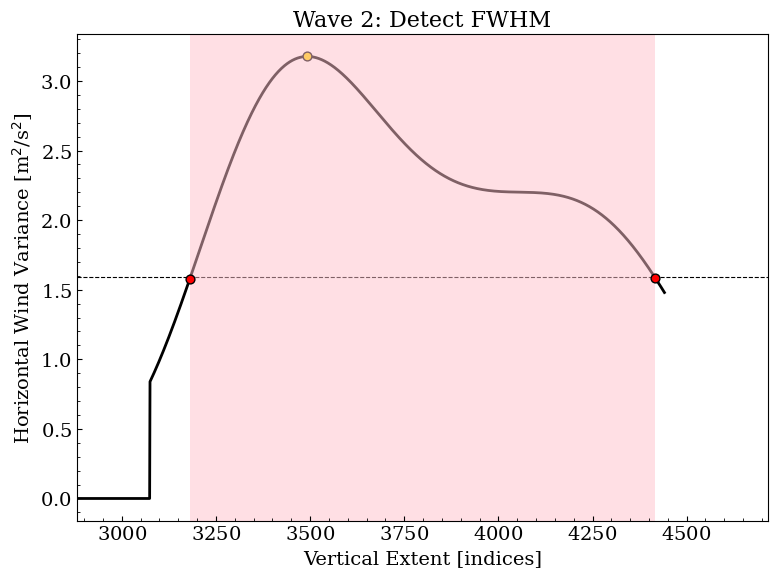 Wave 2: Detect FWHM
Horizontal Wind Variance [m²/s²]
3.0
2.5
2.0
1.5
1.0
0.5
0.0
3000 3250 3500 3750 4000 4250 4500
Vertical Extent [indices]